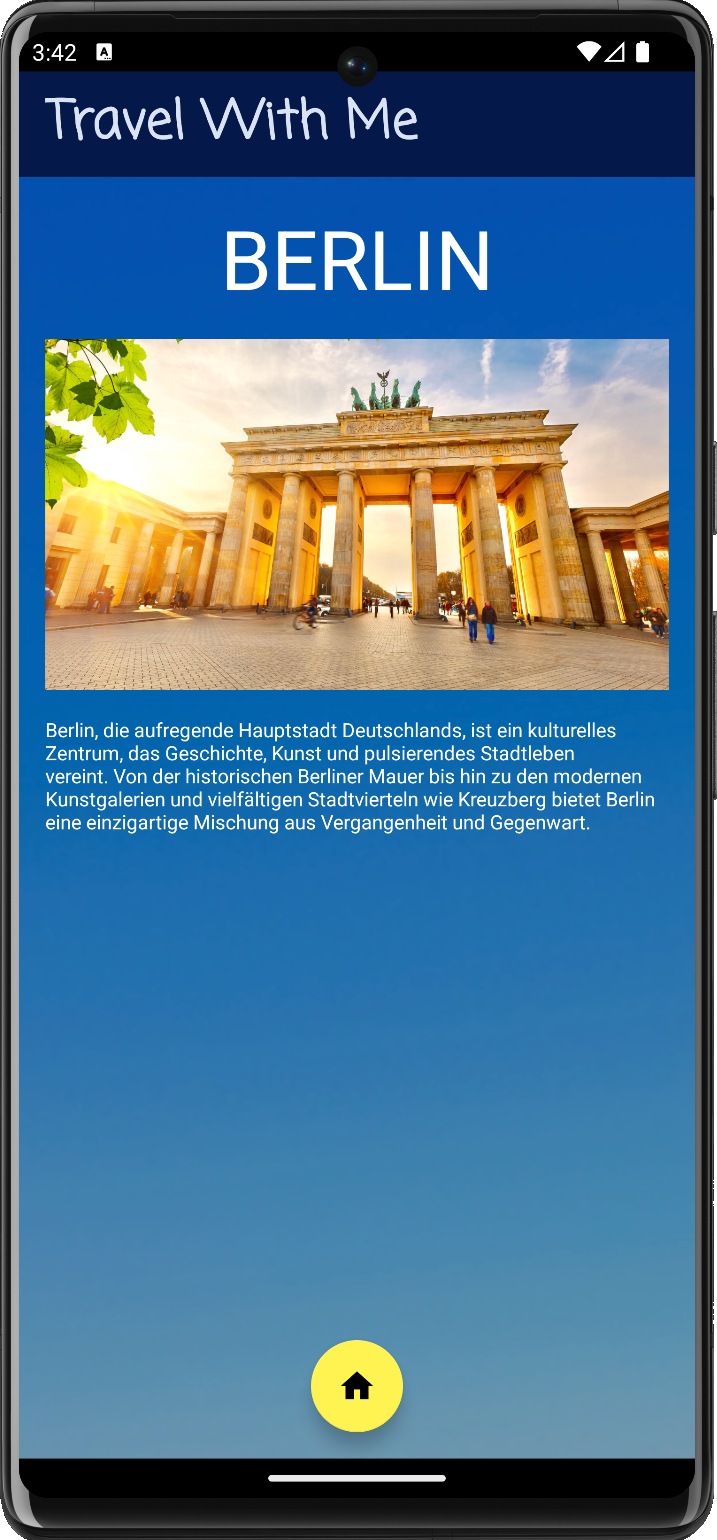 3:42
A
Travel With Me
BERLIN
Berlin, die aufregende Hauptstadt Deutschlands, ist ein kulturelles
Zentrum, das Geschichte, Kunst und pulsierendes Stadtleben
vereint. Von der historischen Berliner Mauer bis hin zu den modernen
Kunstgalerien und vielfältigen Stadtvierteln wie Kreuzberg bietet Berlin
eine einzigartige Mischung aus Vergangenheit und Gegenwart.